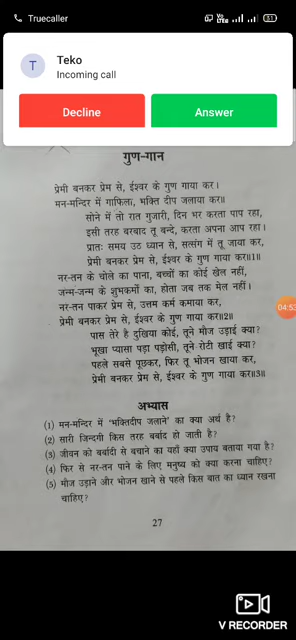 Truecaller
51
T
Teko
Incoming call
Decline
Answer
गुण-गान
प्रेमी बनकर प्रेम से, ईश्वर के गुण गाया कर।
मन-मन्दिर में गाफिला, भक्ति दीप जलाया कर॥
सोने में तो रात गुजारी, दिन भर करता पाप रहा,
इसी तरह बरबाद तू बन्दे, करता अपना आप रहा।
प्रातः समय उठ ध्यान से, सत्संग में तू जाया कर,
प्रेमी बनकर प्रेम से, ईश्वर के गुण गाया कर॥1॥
नर-तन के चोले का पाना, बच्चों का कोई खेल नहीं,
जन्म-जन्म के शुभकर्मों का, होता जब तक मेल नहीं।
नर-तन पाकर प्रेम से, उत्तम कर्म कमाया कर,
प्रेमी बनकर प्रेम से, ईश्वर के गुण गाया कर॥2॥
पास तेरे है दुखिया कोई, तूने मौज उड़ाई क्या?
भूखा प्यासा पड़ा पड़ोसी, तूने रोटी खाई क्या?
पहले सबसे पूछकर, फिर तू भोजन खाया कर,
प्रेमी बनकर प्रेम से, ईश्वर के गुण गाया कर॥3॥
04:53
अभ्यास
(1) मन-मन्दिर में 'भक्तिदीप जलाने' का क्या अर्थ है?
(2) सारी जिन्दगी किस तरह बर्बाद हो जाती है?
(3) जीवन को बर्बादी से बचाने का यहाँ क्या उपाय बताया गया है?
(4) फिर से नर-तन पाने के लिए मनुष्य को क्या करना चाहिए?
(5) मौज उड़ाने और भोजन खाने से पहले किस बात का ध्यान रखना
चाहिए?
27
V RECORDER